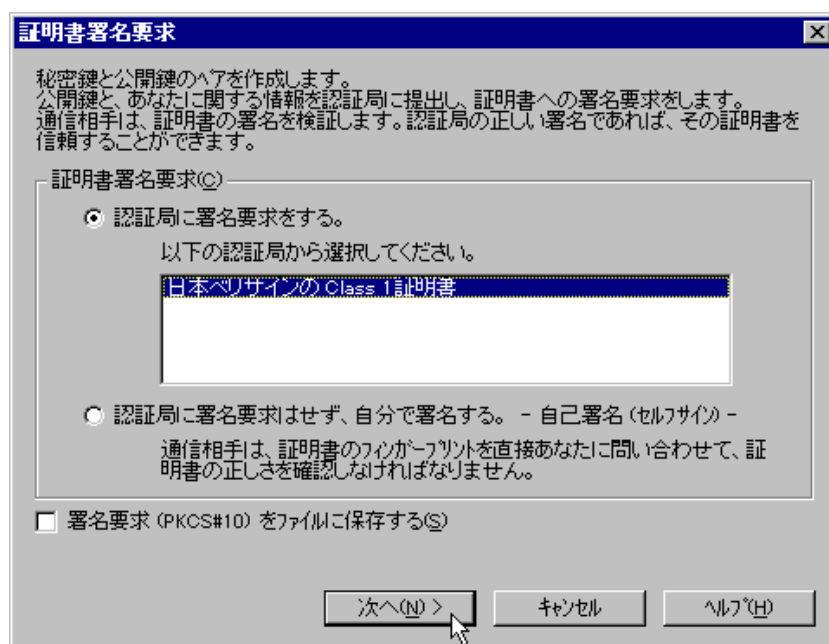 証明書署名要求
秘密鍵と公開鍵のペアを作成します。
公開鍵と、あなたに関する情報を認証局に提出し、証明書への署名要求をします。
通信相手は、証明書の署名を検証します。認証局の正しい署名であれば、その証明書を
信頼することができます。
証明書署名要求(C)
認証局に署名要求をする。
以下の認証局から選択してください。
日本ベリサインの Class 1証明書
認証局に署名要求はせず、自分で署名する。 - 自己署名 (セルフサイン) -
通信相手は、証明書のフィンガープリントを直接あなたに問い合わせて、証
明書の正しさを確認しなければなりません。
署名要求 (PKCS#10) をファイルに保存する(S)
次へ(N) >
キャンセル
ヘルプ(H)